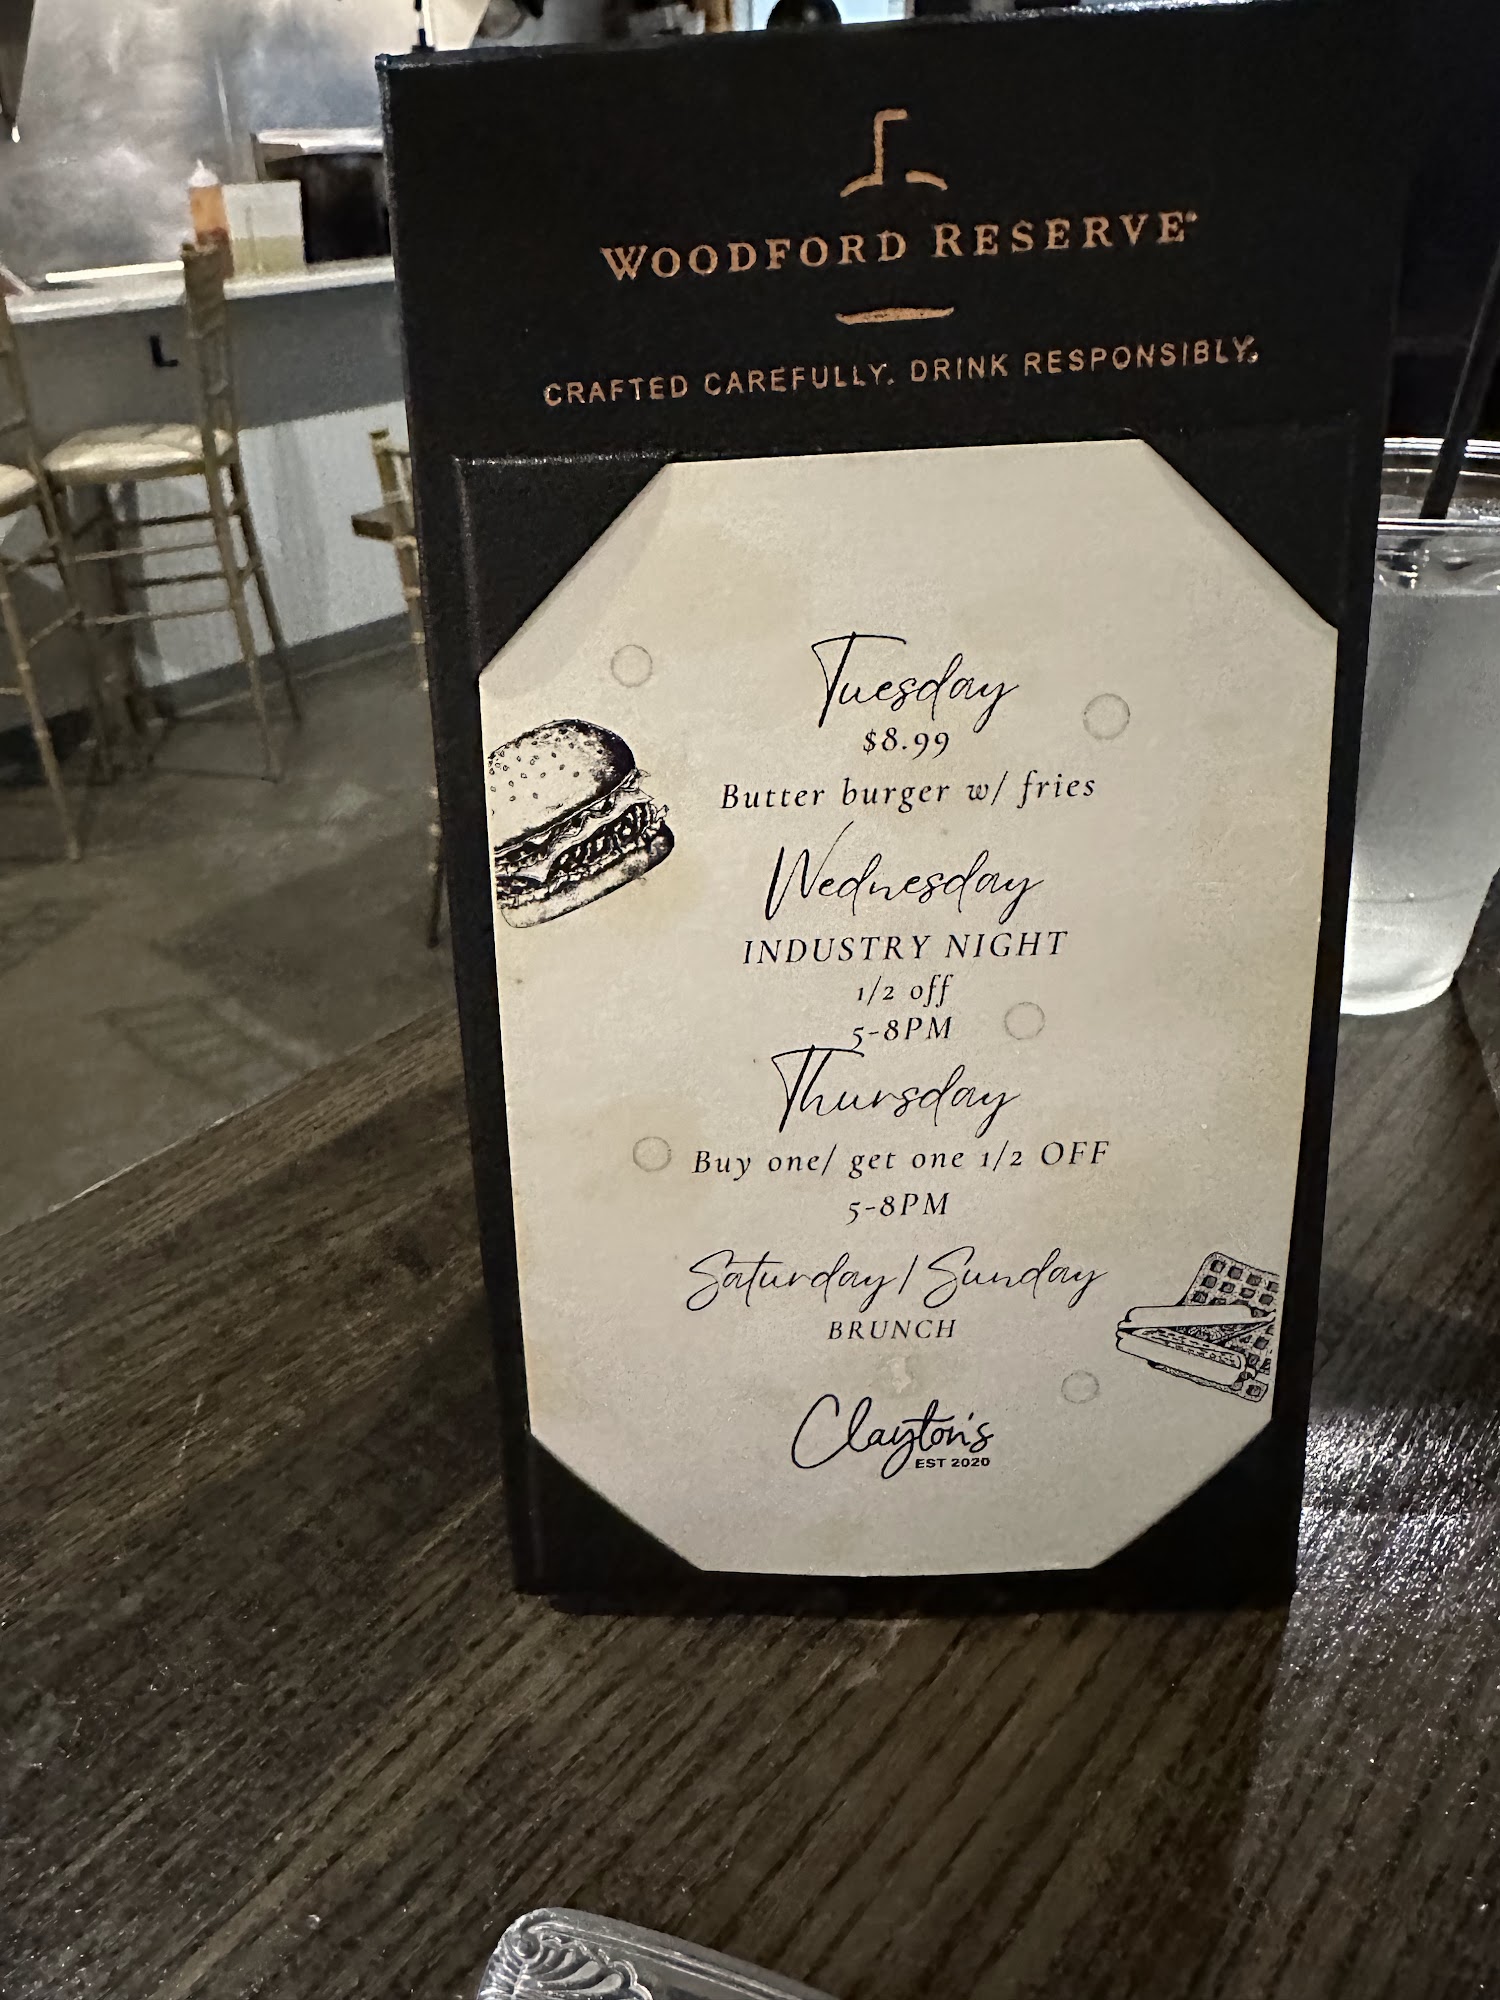 WOODFORD RESERVE®
CRAFTED CAREFULLY. DRINK RESPONSIBLY.
L
Tuesday
$8.99
Butter burger w/ fries
Wednesday
INDUSTRY NIGHT
1/2 off
5-8PM
Thursday
Buy one/ get one 1/2 OFF
5-8PM
Saturday/Sunday
BRUNCH
Clayton's
EST 2020